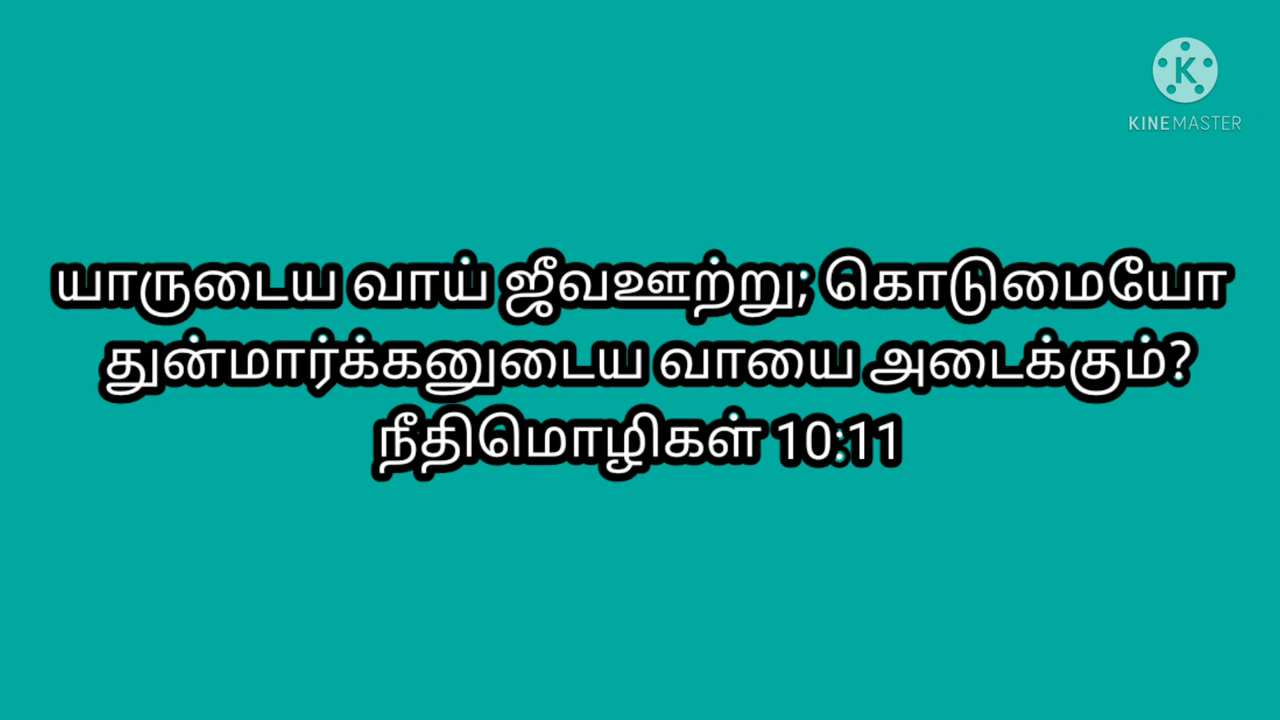 K
KINEMASTER
யாருடைய வாய் ஜீவஊற்று; கொடுமையோ
துன்மார்க்கனுடைய வாயை அடைக்கும்?
நீதிமொழிகள் 10:11